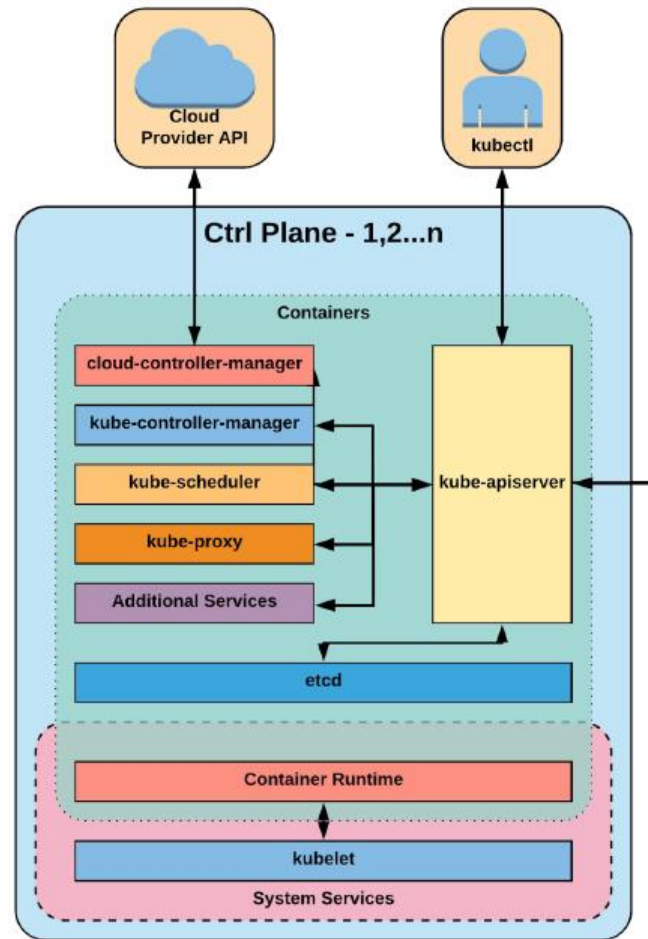 Cloud
Provider API
kubectl
Ctrl Plane - 1,2...n
Containers
cloud-controller-manager
kube-controller-manager
kube-scheduler
kube-proxy
Additional Services
kube-apiserver
etcd
Container Runtime
kubelet
System Services